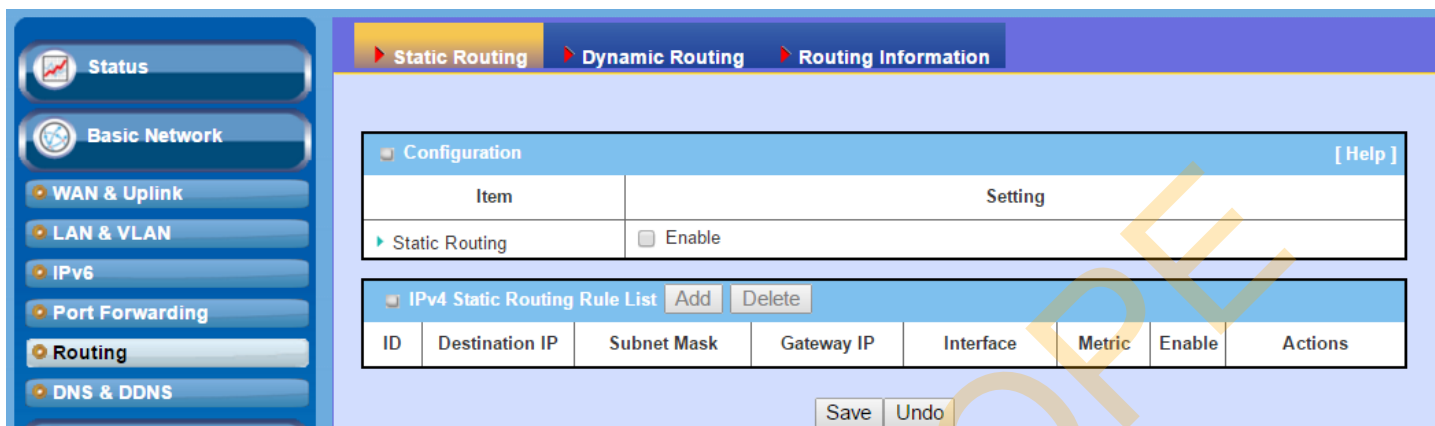 Status
Basic Network
WAN & Uplink
LAN & VLAN
IPv6
Port Forwarding
Routing
DNS & DDNS
Static Routing Dynamic Routing Routing Information
Configuration [ Help ]
Item Setting
Static Routing Enable
IPv4 Static Routing Rule List Add Delete
ID Destination IP Subnet Mask Gateway IP Interface Metric Enable Actions
Save Undo
OPE